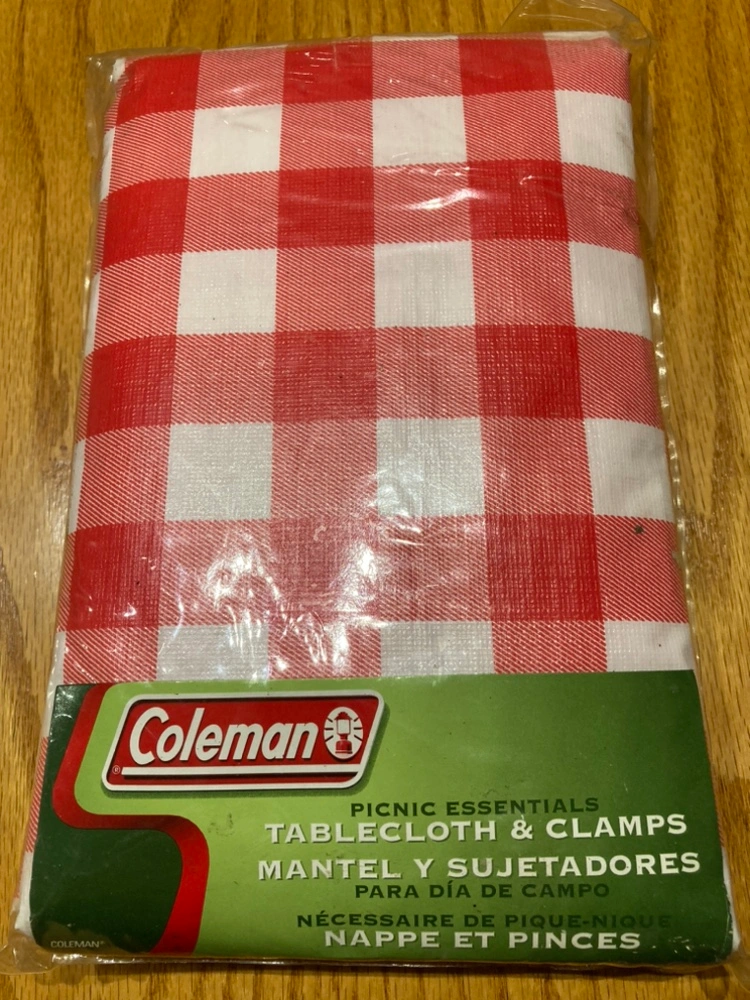 Coleman
®
PICNIC ESSENTIALS
TABLECLOTH & CLAMPS
MANTEL Y SUJETADORES
PARA DÍA DE CAMPO
NÉCESSAIRE DE PIQUE-NIQUE
NAPPE ET PINCES
COLEMAN®